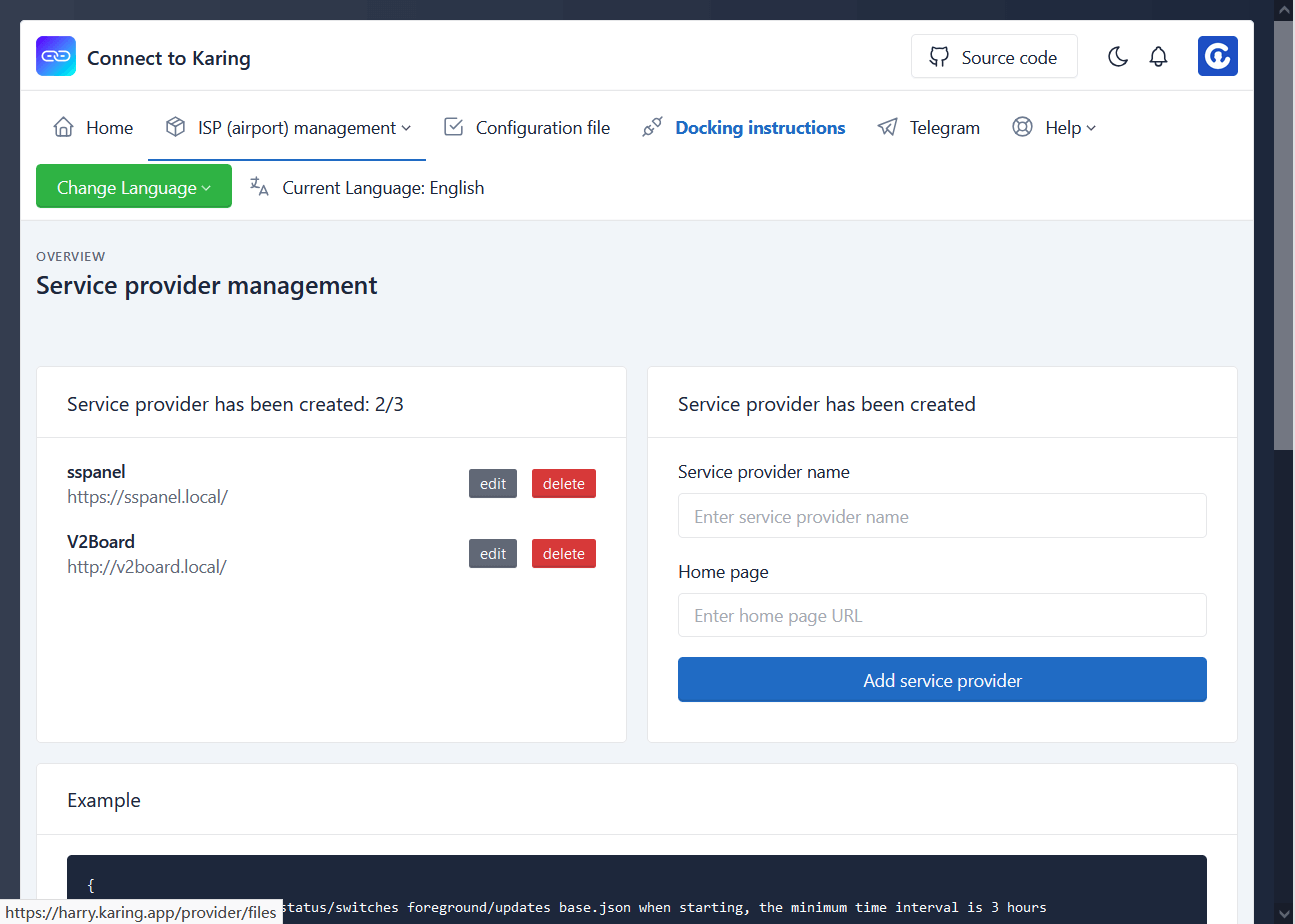 Connect to Karing
Source code
Home
ISP (airport) management
Configuration file
Docking instructions
Telegram
Help
Change Language
Current Language: English
OVERVIEW
Service provider management
Service provider has been created: 2/3
sspanel
https://sspanel.local/
edit
delete
V2Board
http://v2board.local/
edit
delete
Service provider has been created
Service provider name
Enter service provider name
Home page
Enter home page URL
Add service provider
Example
{
status/switches foreground/updates base.json when starting, the minimum time interval is 3 hours
https://harry.karing.app/provider/files